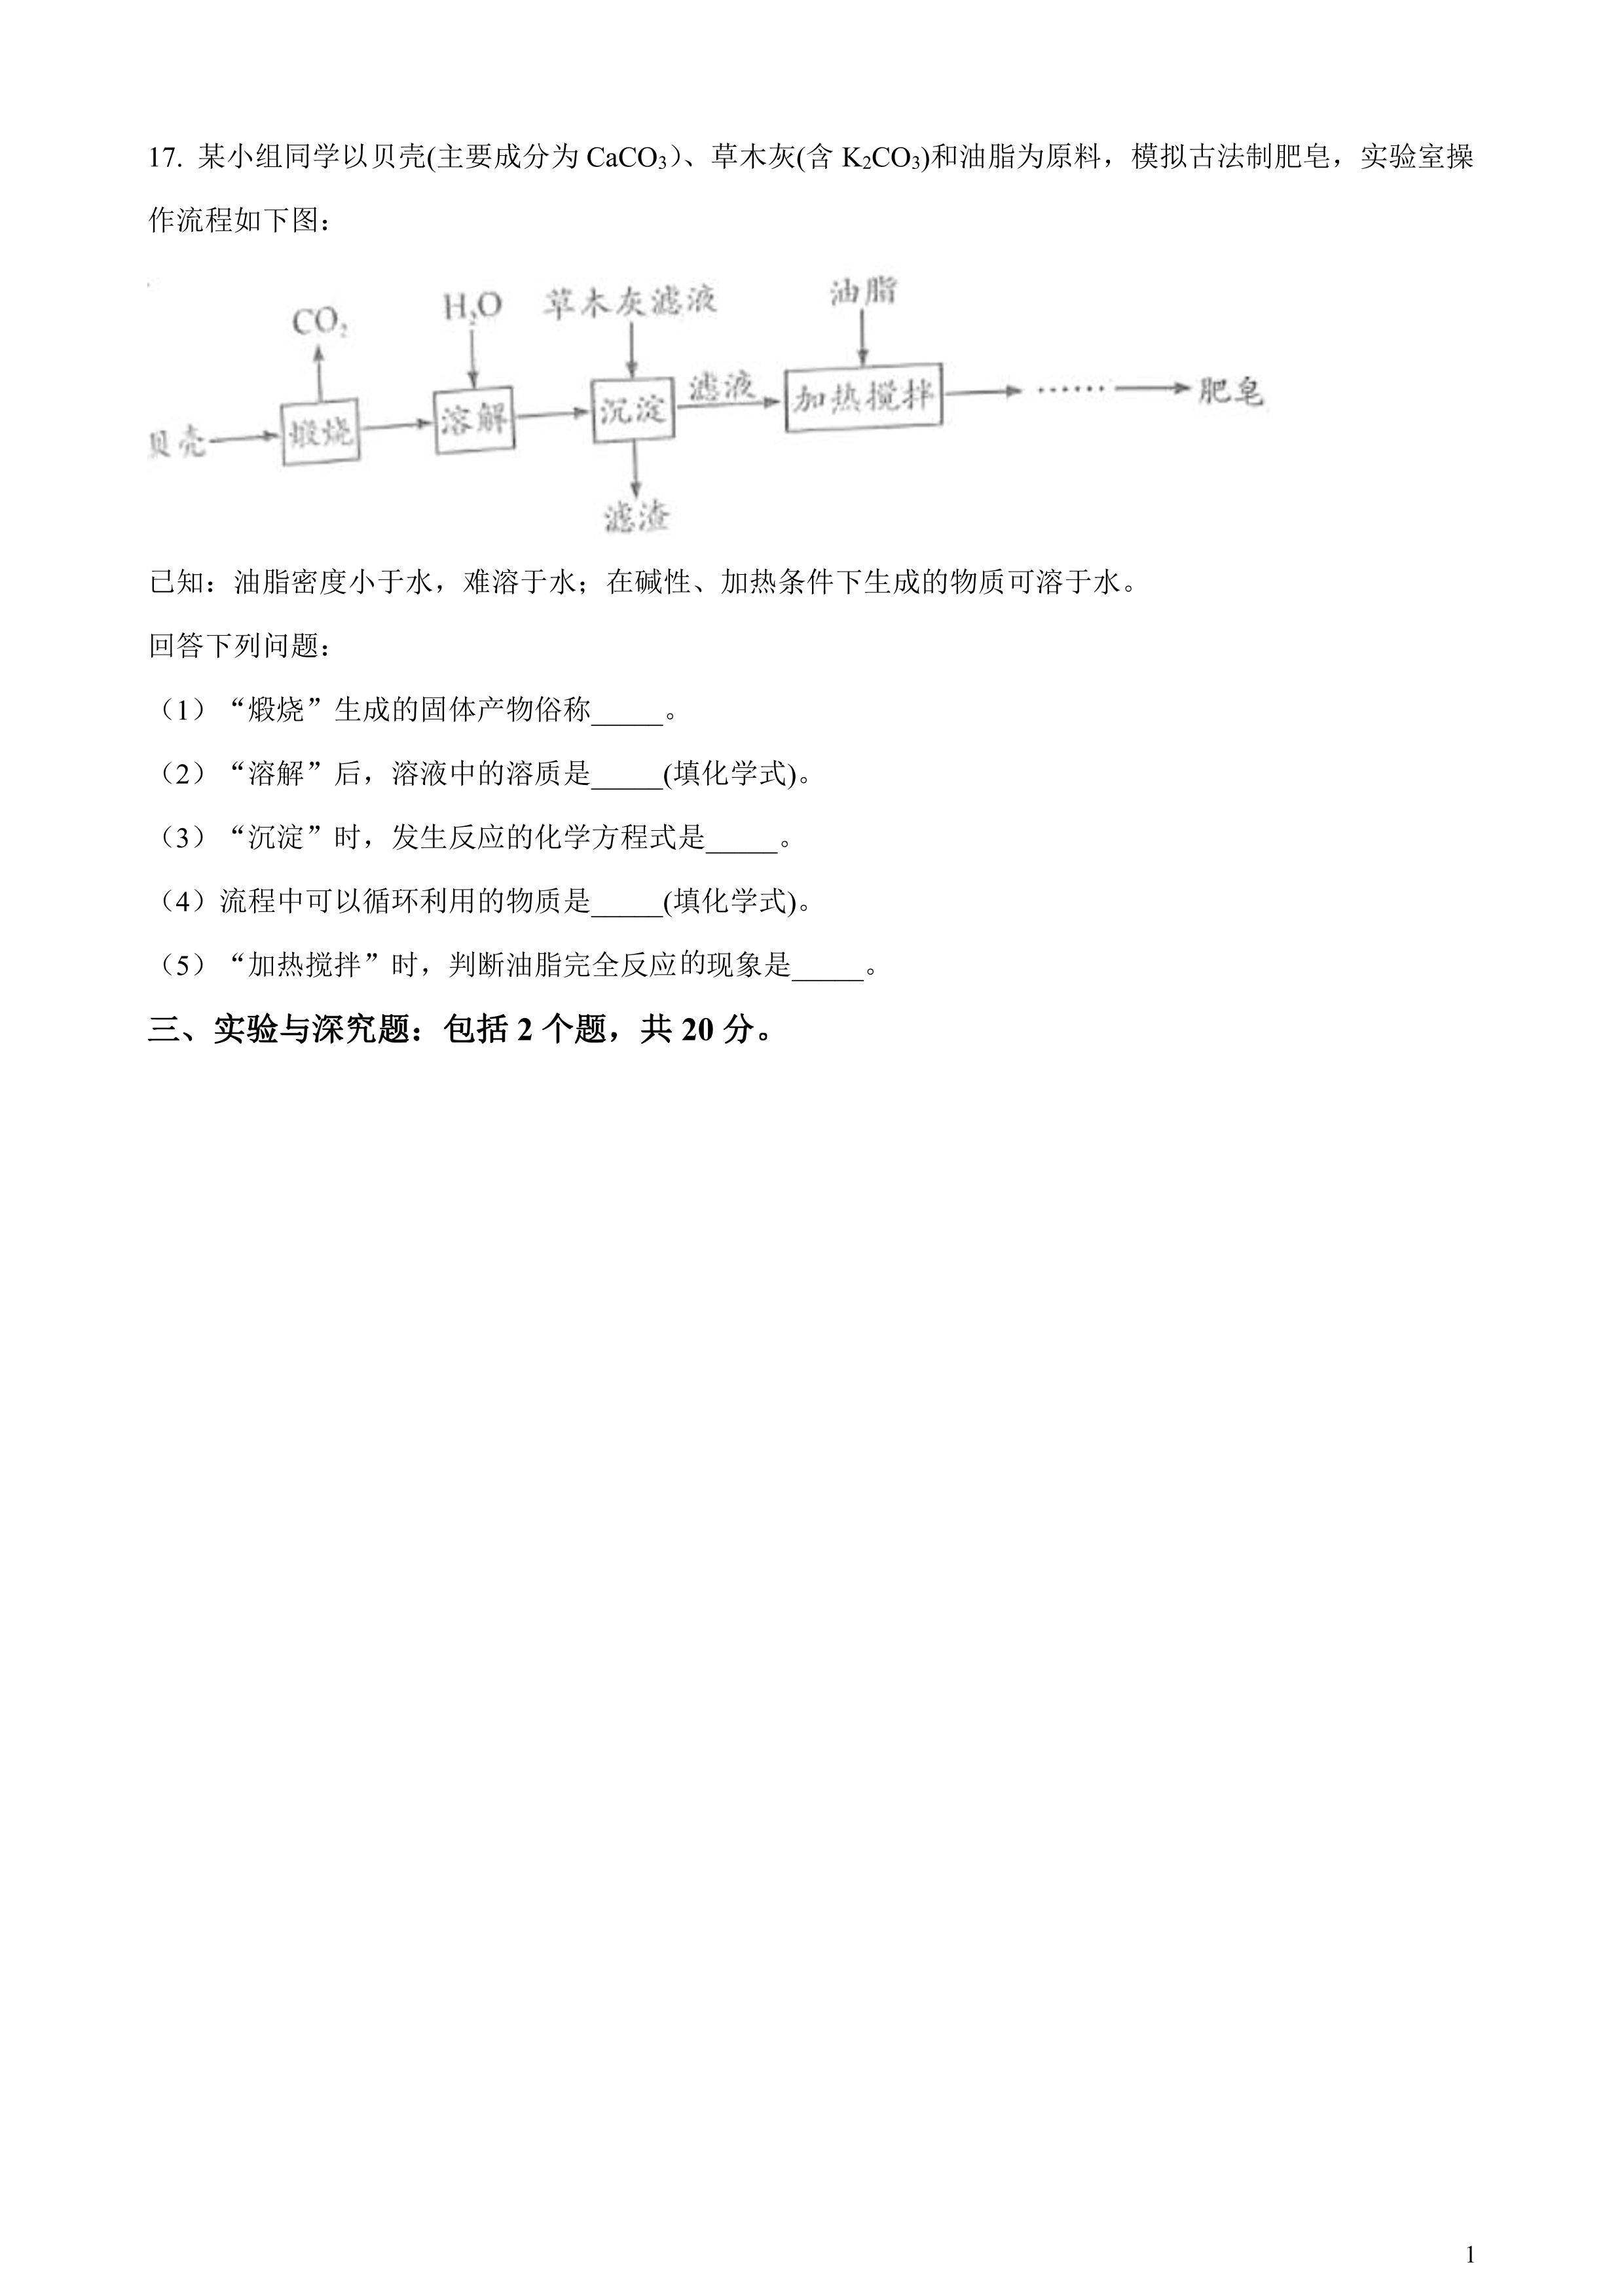 17. 某小组同学以贝壳(主要成分为 CaCO₃)、草木灰(含 K₂CO₃)和油脂为原料，模拟古法制肥皂，实验室操
作流程如下图：
CO₂
H₂O
草木灰滤液
油脂
贝壳
煅烧
溶解
沉淀
滤液
加热搅拌
……
肥皂
滤渣
已知：油脂密度小于水，难溶于水；在碱性、加热条件下生成的物质可溶于水。
回答下列问题：
（1）“煅烧”生成的固体产物俗称_____。
（2）“溶解”后，溶液中的溶质是_____(填化学式)。
（3）“沉淀”时，发生反应的化学方程式是_____。
（4）流程中可以循环利用的物质是_____(填化学式)。
（5）“加热搅拌”时，判断油脂完全反应的现象是_____。
三、实验与深究题：包括 2 个题，共 20 分。
1